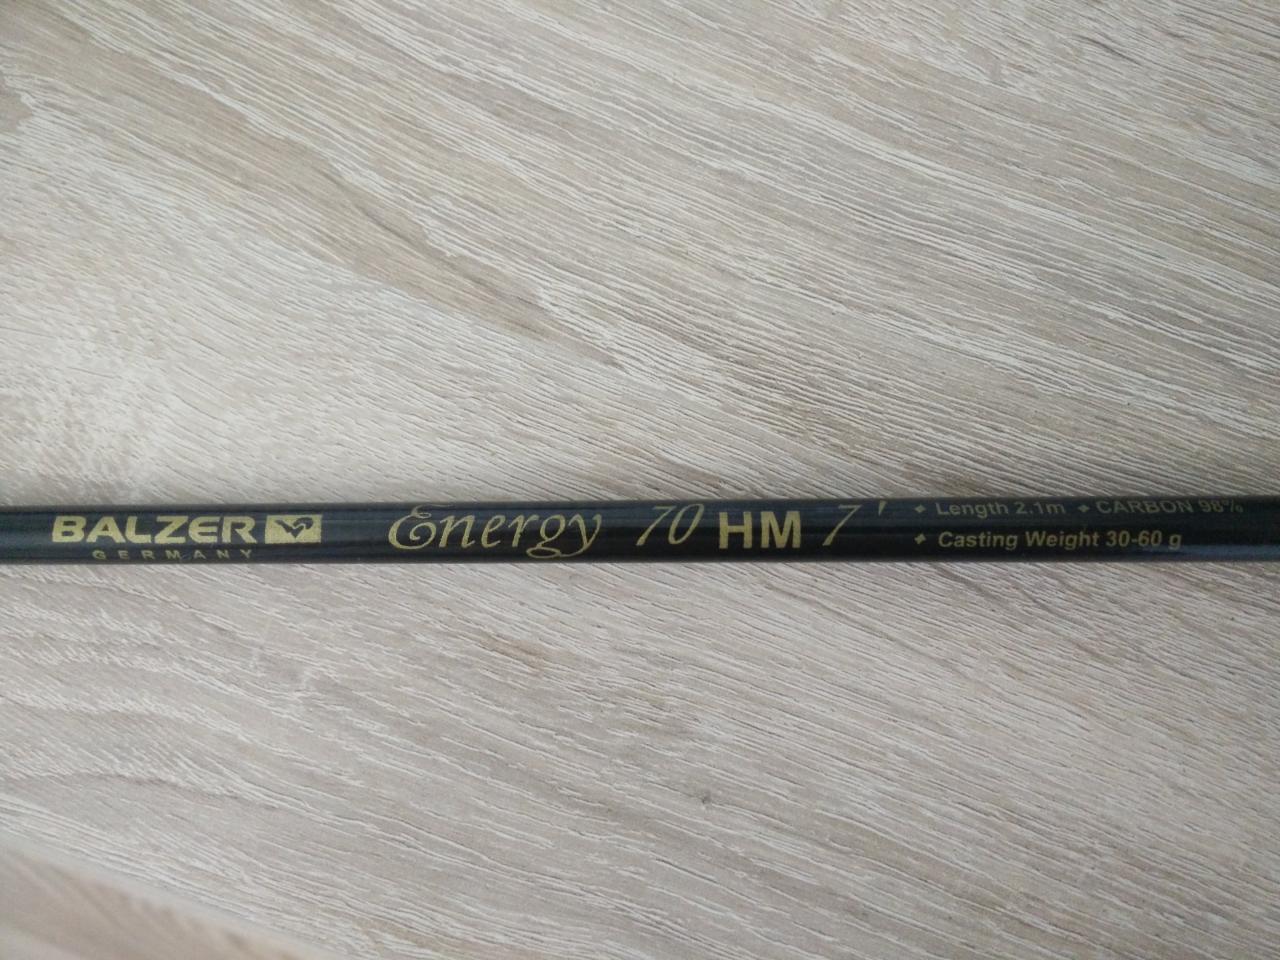 BALZER
GERMANY
Energy 70 HM 7'
Length 2.1m CARBON 98%
Casting Weight 30-60 g